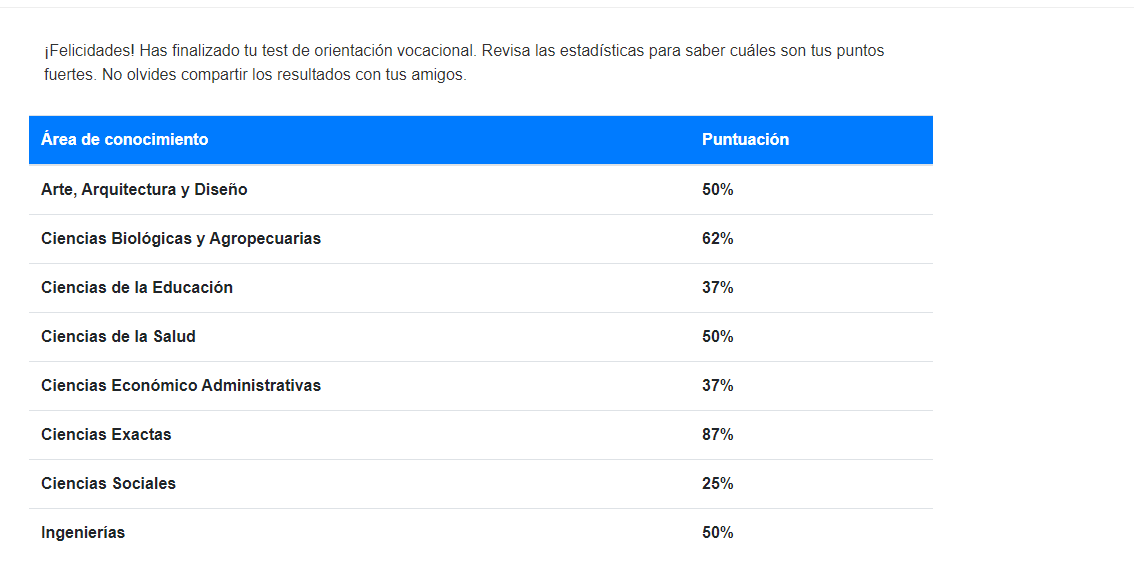 ¡Felicidades! Has finalizado tu test de orientación vocacional. Revisa las estadísticas para saber cuáles son tus puntos
fuertes. No olvides compartir los resultados con tus amigos.
Área de conocimiento Puntuación
Arte, Arquitectura y Diseño 50%
Ciencias Biológicas y Agropecuarias 62%
Ciencias de la Educación 37%
Ciencias de la Salud 50%
Ciencias Económico Administrativas 37%
Ciencias Exactas 87%
Ciencias Sociales 25%
Ingenierías 50%